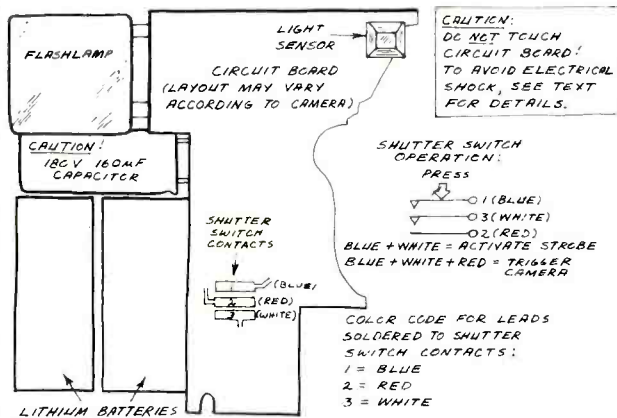 FLASHLAMP
LIGHT
SENSOR
CIRCUIT BOARD
(LAYOUT MAY VARY
ACCORDING TO CAMERA)
CAUTION:
DO NOT TOUCH
CIRCUIT BOARD!
TO AVOID ELECTRICAL
SHOCK, SEE TEXT
FOR DETAILS.
CAUTION!
180V 160MF
CAPACITOR
SHUTTER SWITCH
OPERATION:
PRESS
1 (BLUE)
3 (WHITE)
2 (RED)
BLUE + WHITE = ACTIVATE STROBE
BLUE + WHITE + RED = TRIGGER
CAMERA
SHUTTER
SWITCH
CONTACTS
1 (BLUE)
2 (RED)
3 (WHITE)
COLOR CODE FOR LEADS
SOLDERED TO SHUTTER
SWITCH CONTACTS:
1 = BLUE
2 = RED
3 = WHITE
LITHIUM BATTERIES